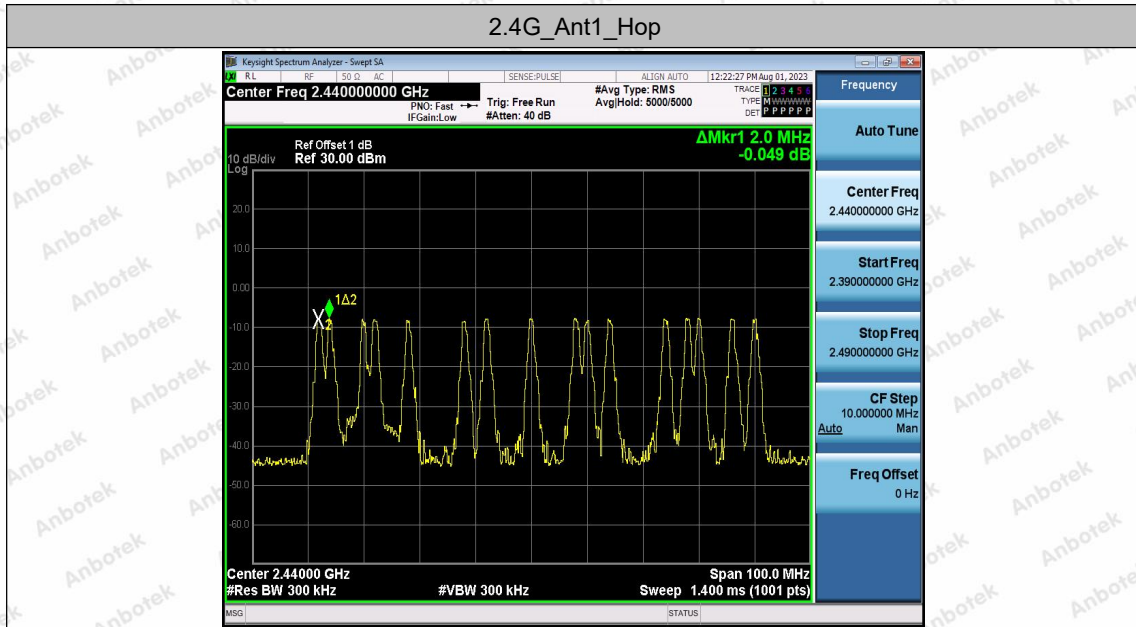 2.4G_Ant1_Hop
Keysight Spectrum Analyzer - Swept SA
RL RF 50 Ω AC SENSE:PULSE ALIGN AUTO 12:22:27 PM Aug 01, 2023
Center Freq 2.440000000 GHz
PNO: Fast
IFGain:Low
Trig: Free Run
#Atten: 40 dB
#Avg Type: RMS
Avg|Hold: 5000/5000
TRACE 1 2 3 4 5 6
TYPE M W W W W W
DET P P P P P P
ΔMkr1 2.0 MHz
-0.049 dB
Ref Offset 1 dB
10 dB/div Ref 30.00 dBm
Log
20.0
10.0
0.00
-10.0
-20.0
-30.0
-40.0
-50.0
-60.0
1Δ2
X2
Center 2.44000 GHz Span 100.0 MHz
#Res BW 300 kHz #VBW 300 kHz Sweep 1.400 ms (1001 pts)
MSG STATUS
Frequency
Auto Tune
Center Freq
2.440000000 GHz
Start Freq
2.390000000 GHz
Stop Freq
2.490000000 GHz
CF Step
10.000000 MHz
Auto Man
Freq Offset
0 Hz
Anbotek